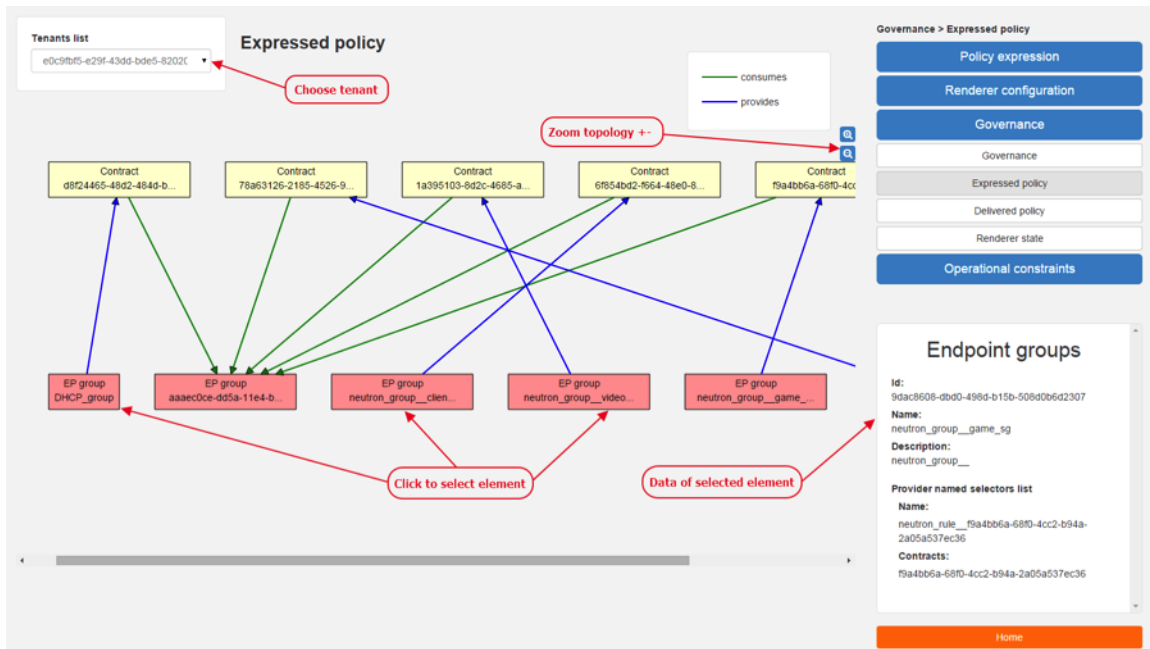 Tenants list
e0c9fbf5-e29f-43dd-bde5-8202(
Expressed policy
Choose tenant
consumes
provides
Zoom topology +-
Contract
d8f24465-48d2-484d-b...
Contract
78a63126-2185-4526-9...
Contract
1a395103-8d2c-4685-a...
Contract
6f854bd2-f664-48e0-8...
Contract
f9a4bb6a-68f0-4cc
EP group
DHCP_group
EP group
aaaec0ce-dd5a-11e4-b...
EP group
neutron_group__clien...
EP group
neutron_group__video...
EP group
neutron_group__game_...
Click to select element
Data of selected element
Governance > Expressed policy
Policy expression
Renderer configuration
Governance
Governance
Expressed policy
Delivered policy
Renderer state
Operational constraints
Endpoint groups
Id:
9dac8608-dbd0-498d-b15b-508d0b6d2307
Name:
neutron_group__game_sg
Description:
neutron_group__
Provider named selectors list
Name:
neutron_rule__f9a4bb6a-68f0-4cc2-b94a-
2a05a537ec36
Contracts:
f9a4bb6a-68f0-4cc2-b94a-2a05a537ec36
Home